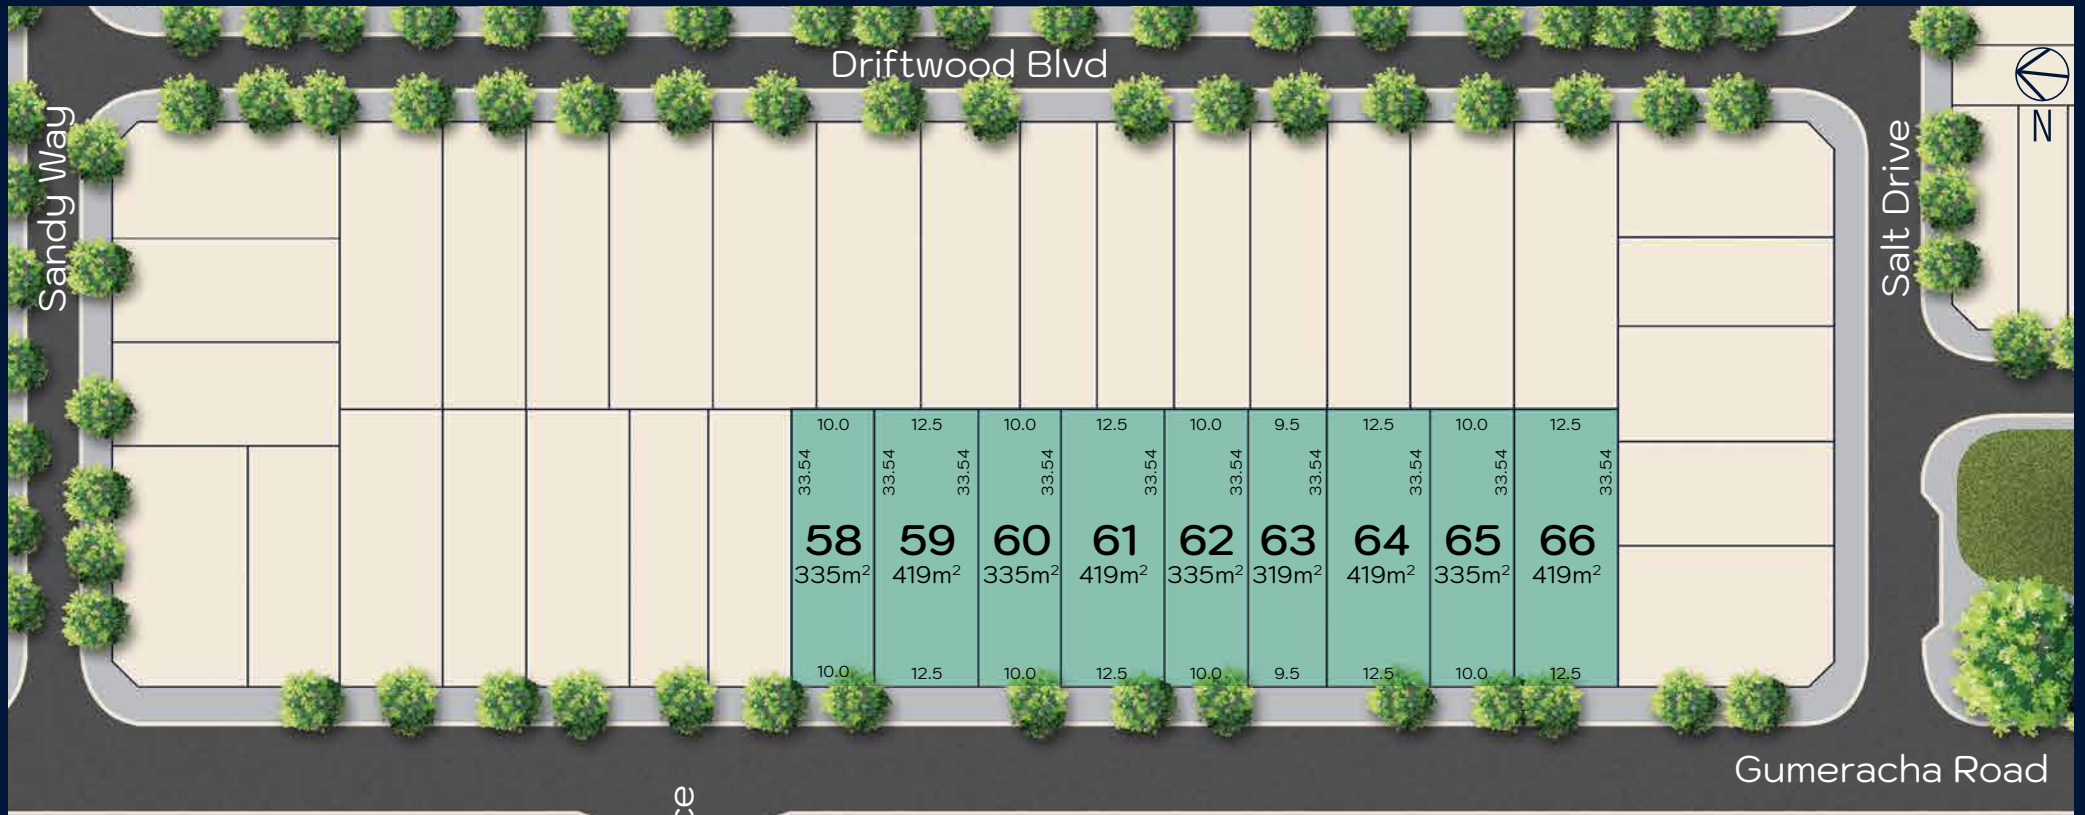 Driftwood Blvd
Sandy Way
Salt Drive
N
10.0 12.5 10.0 12.5 10.0 9.5 12.5 10.0 12.5
33.54 33.54 33.54 33.54 33.54 33.54 33.54 33.54 33.54 33.54
58 59 60 61 62 63 64 65 66
335m² 419m² 335m² 419m² 335m² 319m² 419m² 335m² 419m²
10.0 12.5 10.0 12.5 10.0 9.5 12.5 10.0 12.5
Gumeracha Road